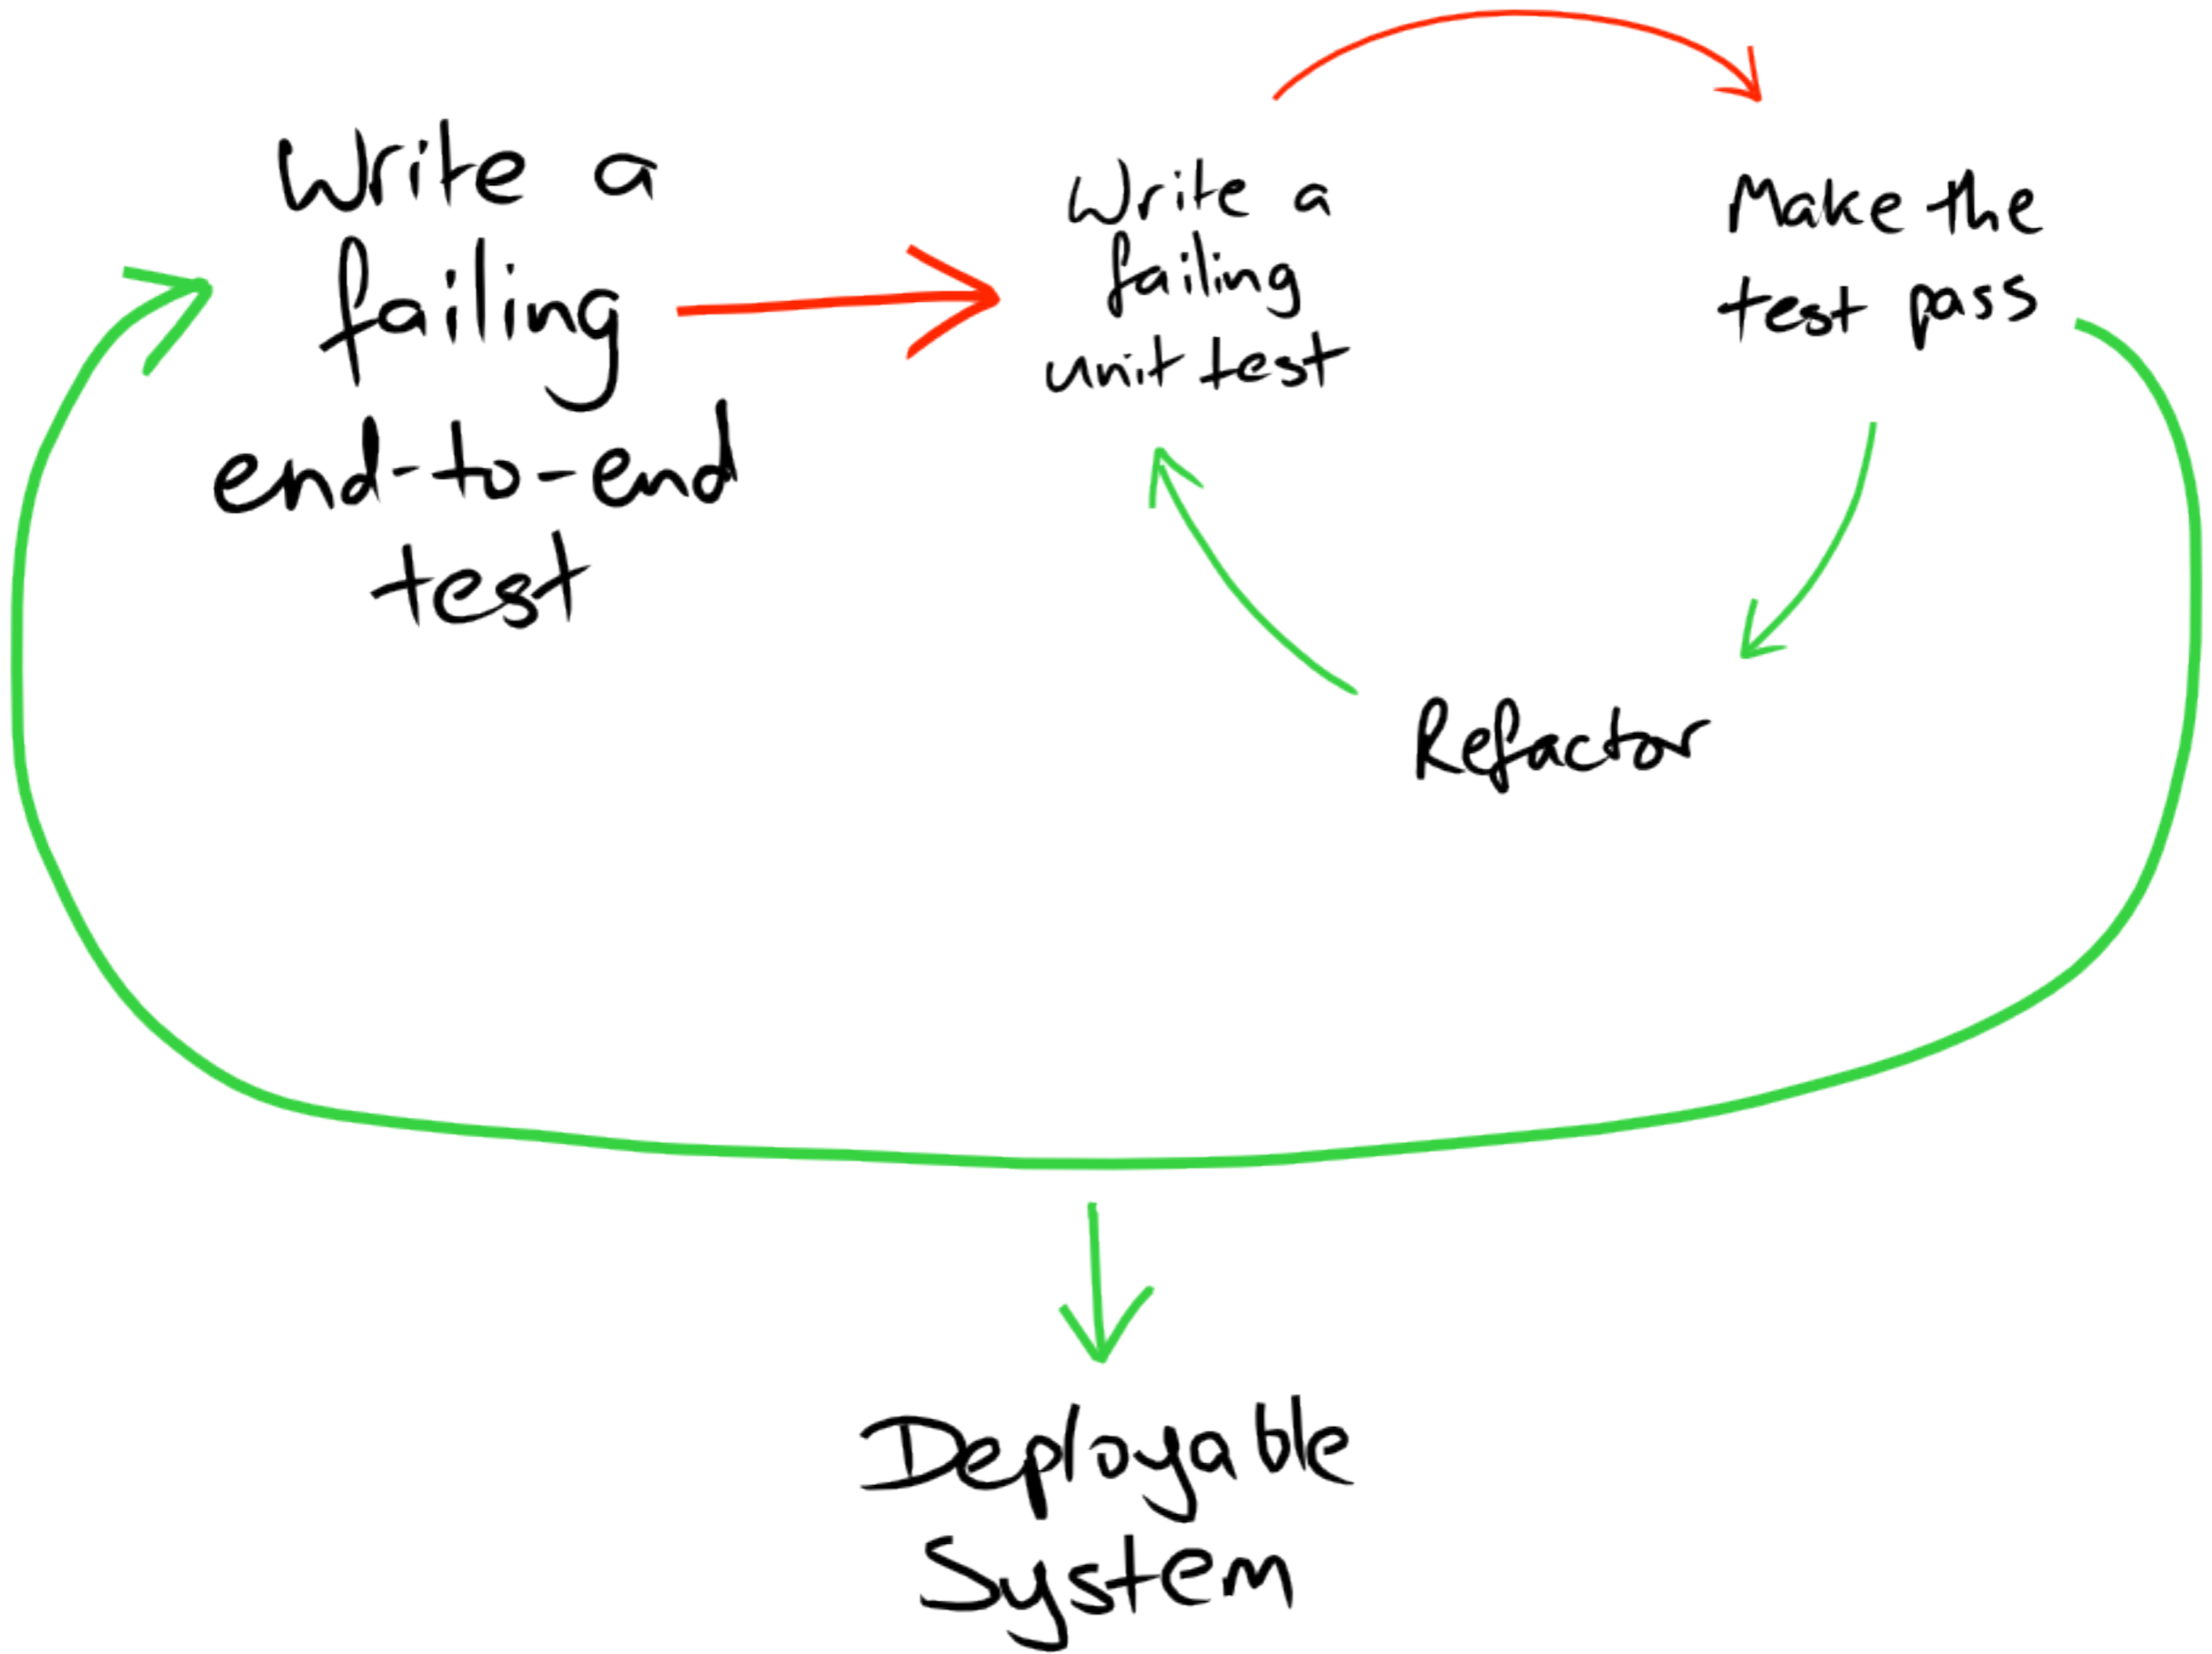 Write a
failing
end-to-end
test
Write a
failing
unit test
Make the
test pass
Refactor
Deployable
System